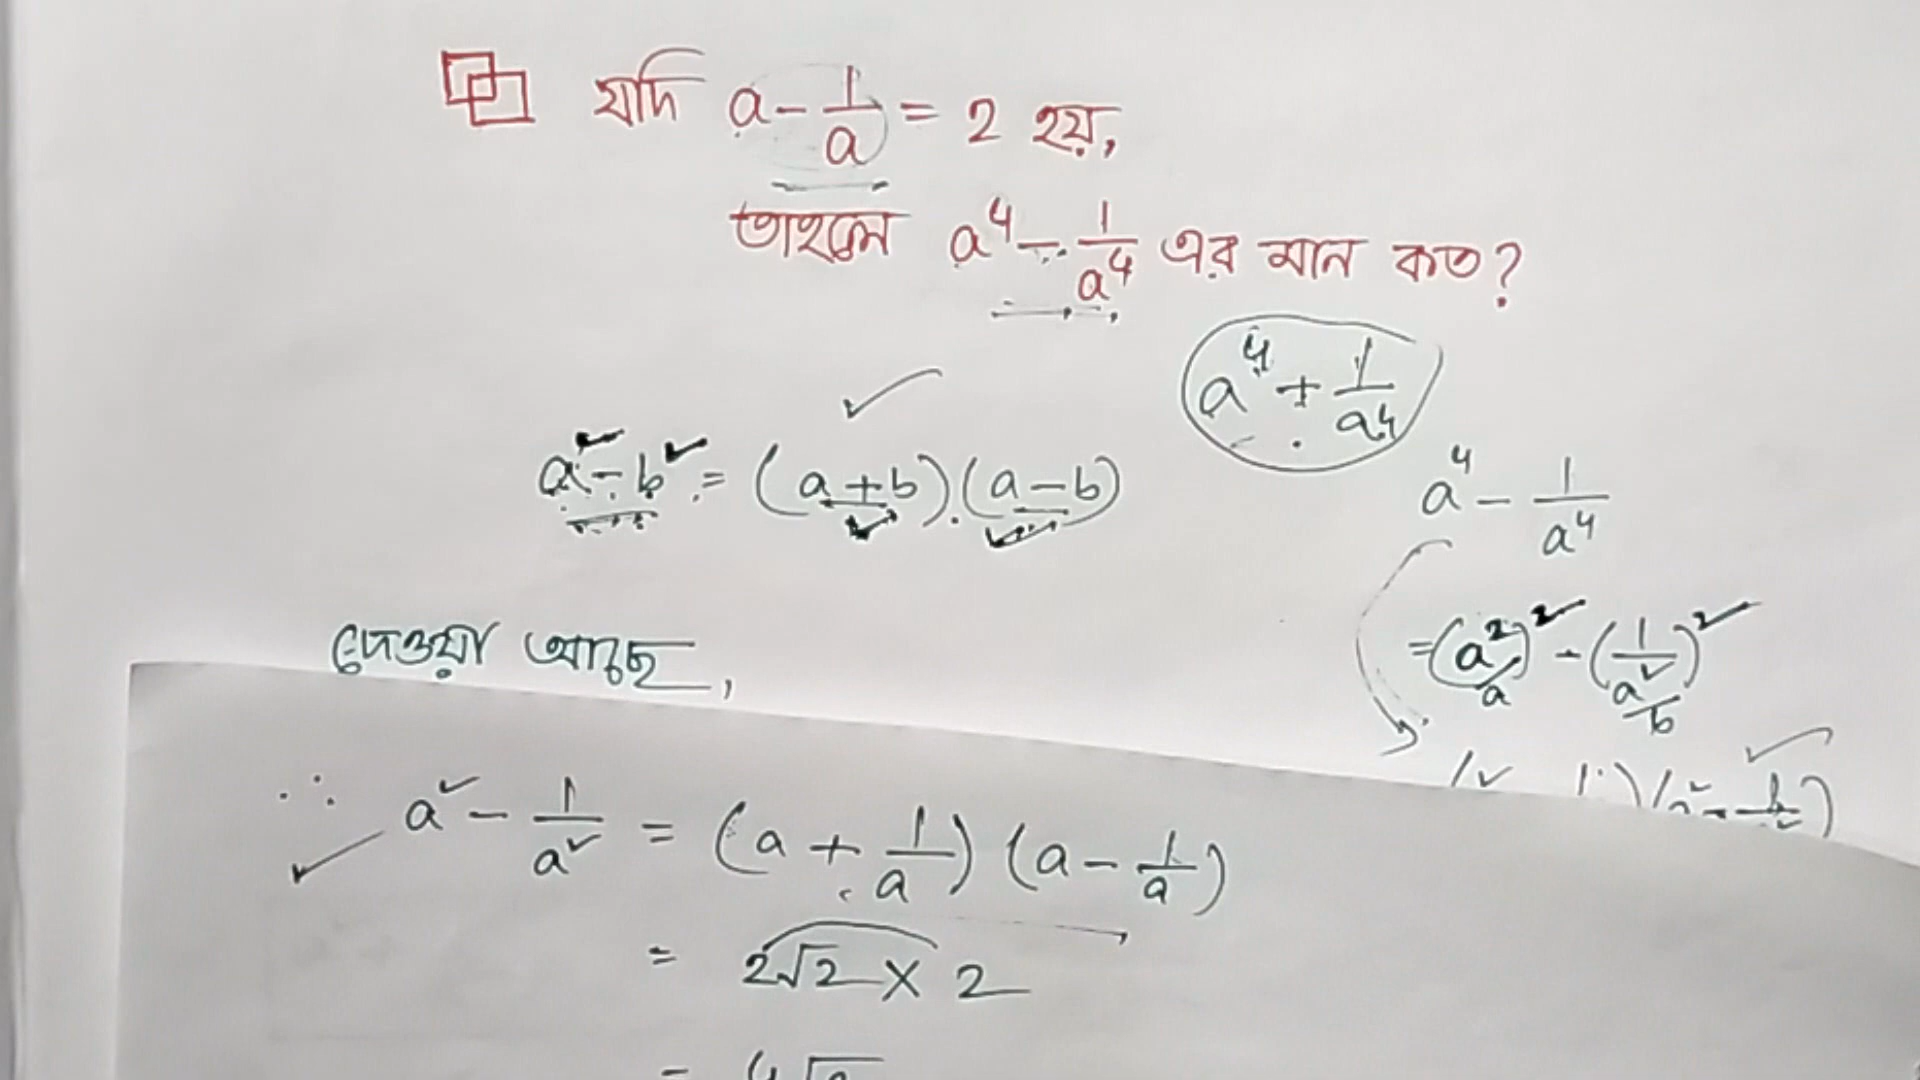 যদি a - 1/a = 2 হয়,
তাহলে a⁴ - 1/a⁴ এর মান কত?
a⁴ + 1/a⁴
a² - b² = (a+b).(a-b)
a⁴ - 1/a⁴
= (a²)² - (1/a²)²
a b
দেওয়া আছে,
∴ a² - 1/a² = (a + 1/a) (a - 1/a)
= 2√2 × 2